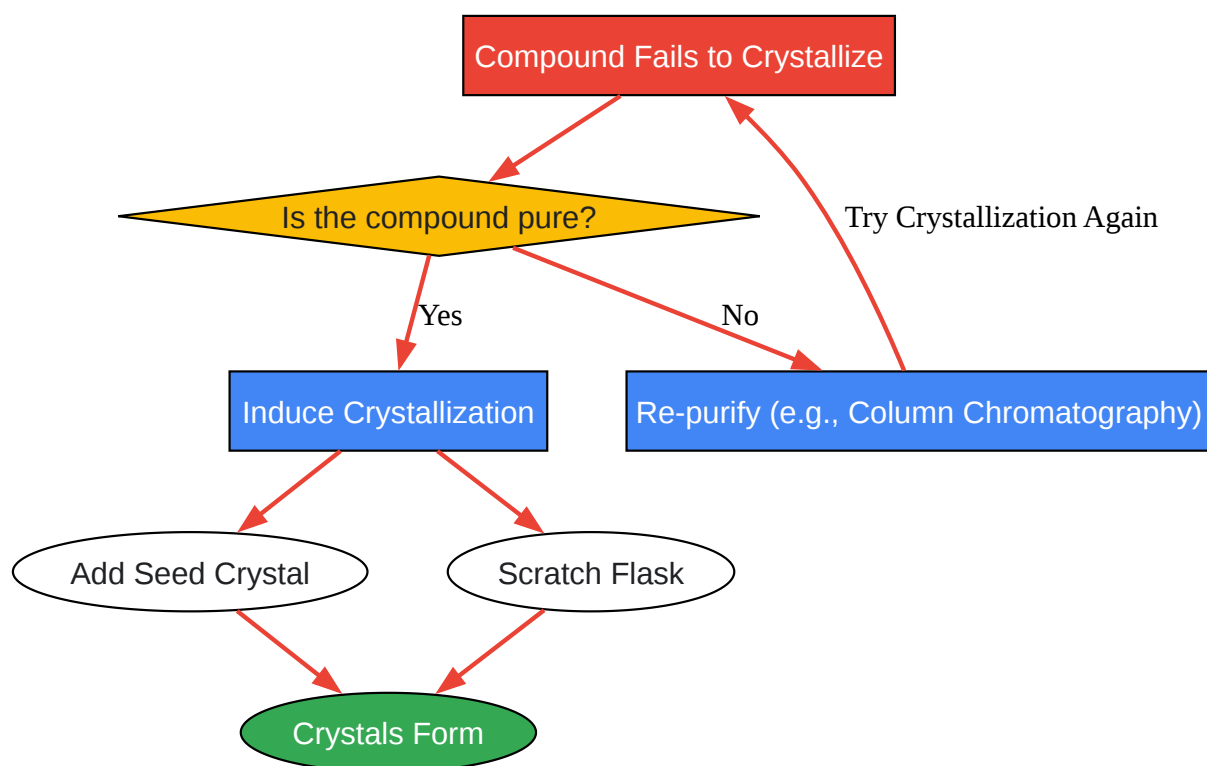 Compound Fails to Crystallize
Is the compound pure?
Try Crystallization Again
Yes
No
Induce Crystallization
Re-purify (e.g., Column Chromatography)
Add Seed Crystal
Scratch Flask
Crystals Form